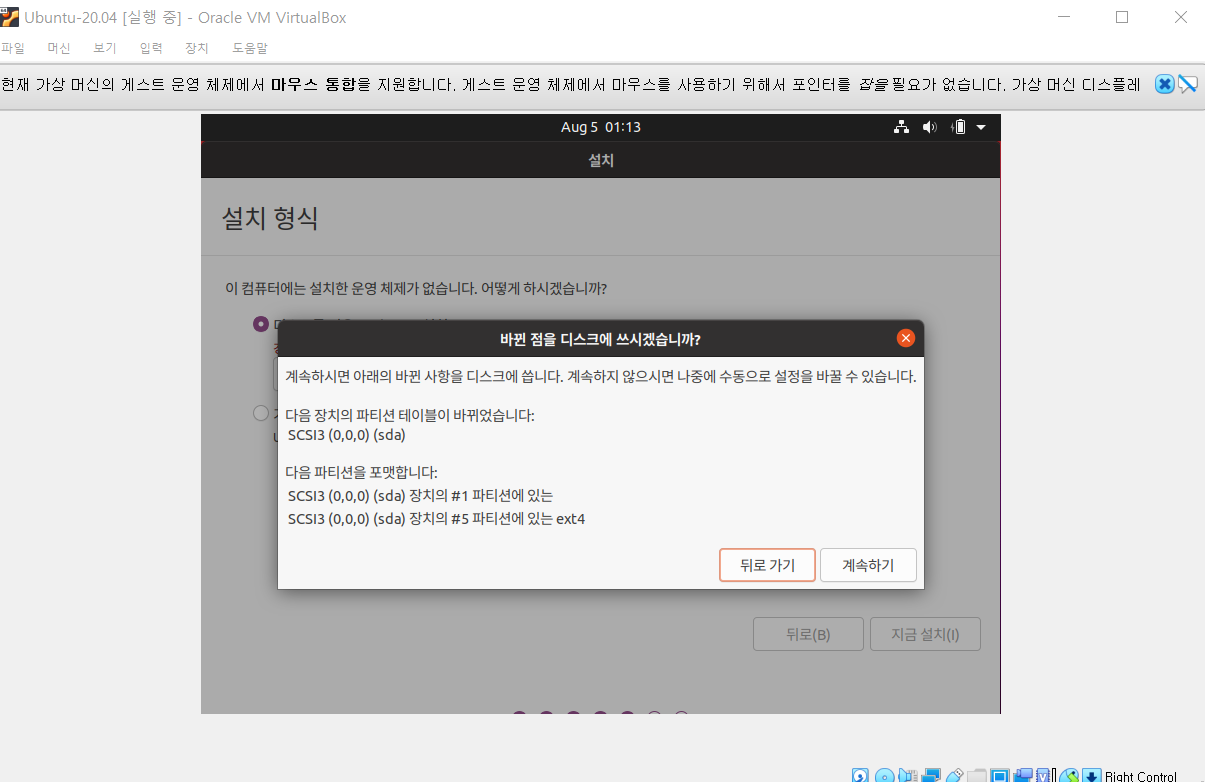 Ubuntu-20.04 [실행 중] - Oracle VM VirtualBox
파일 머신 보기 입력 장치 도움말
현재 가상 머신의 게스트 운영 체제에서 마우스 통합을 지원합니다. 게스트 운영 체제에서 마우스를 사용하기 위해서 포인터를 잡을필요가 없습니다. 가상 머신 디스플레
Aug 5 01:13
설치
설치 형식
이 컴퓨터에는 설치한 운영 체제가 없습니다. 어떻게 하시겠습니까?
바뀐 점을 디스크에 쓰시겠습니까?
계속하시면 아래의 바뀐 사항을 디스크에 씁니다. 계속하지 않으시면 나중에 수동으로 설정을 바꿀 수 있습니다.
다음 장치의 파티션 테이블이 바뀌었습니다:
SCSI3 (0,0,0) (sda)
다음 파티션을 포맷합니다:
SCSI3 (0,0,0) (sda) 장치의 #1 파티션에 있는
SCSI3 (0,0,0) (sda) 장치의 #5 파티션에 있는 ext4
뒤로 가기 계속하기
뒤로(B) 지금 설치(I)
Right Control